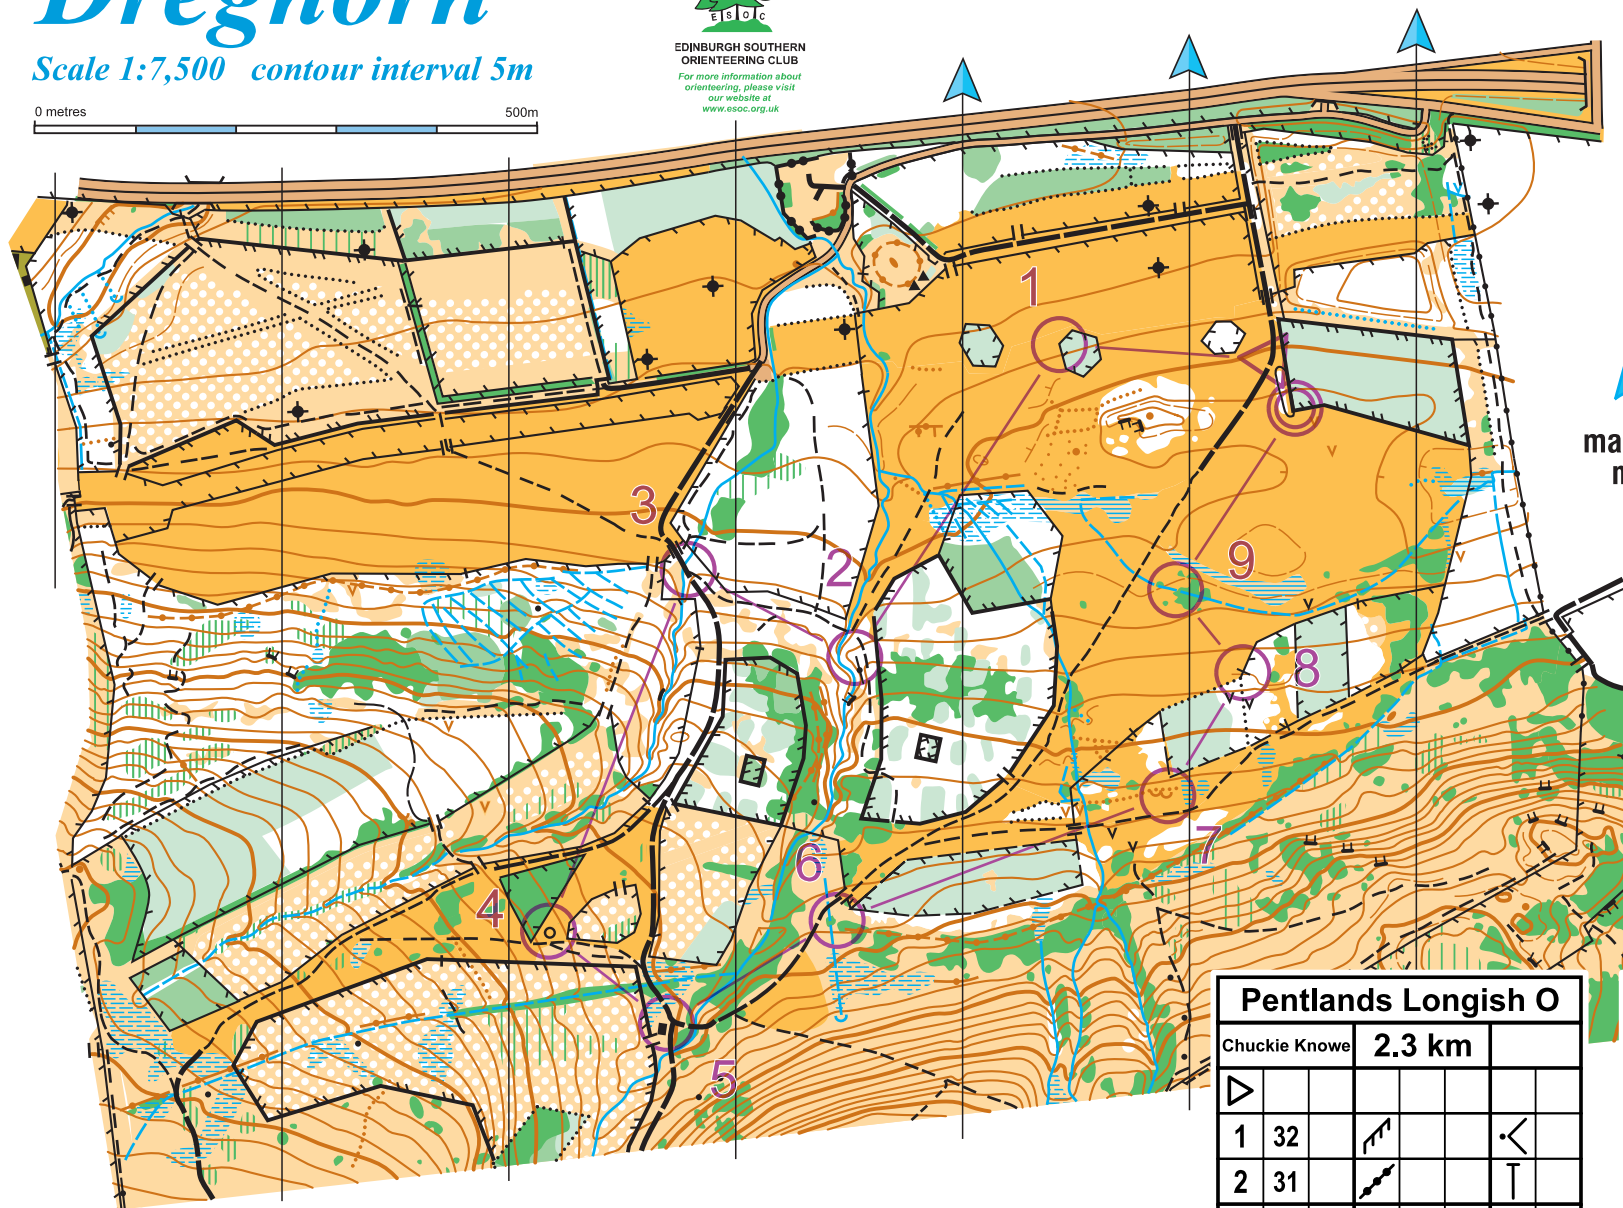 Dreghorn
Scale 1:7,500 contour interval 5m
0 metres 500m
E S O C
EDINBURGH SOUTHERN
ORIENTEERING CLUB
For more information about
orienteering, please visit
our website at
www.esoc.org.uk
1
3
2
9
8
7
6
4
5
ma
Pentlands Longish O
Chuckie Knowe 2.3 km
1 32
2 31